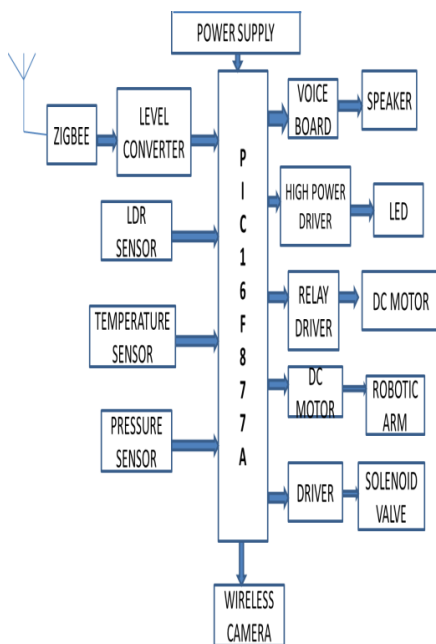 POWER SUPPLY
ZIGBEE
LEVEL
CONVERTER
LDR
SENSOR
TEMPERATURE
SENSOR
PRESSURE
SENSOR
P
I
C
1
6
F
8
7
7
A
VOICE
BOARD
SPEAKER
HIGH POWER
DRIVER
LED
RELAY
DRIVER
DC MOTOR
DC
MOTOR
ROBOTIC
ARM
DRIVER
SOLENOID
VALVE
WIRELESS
CAMERA